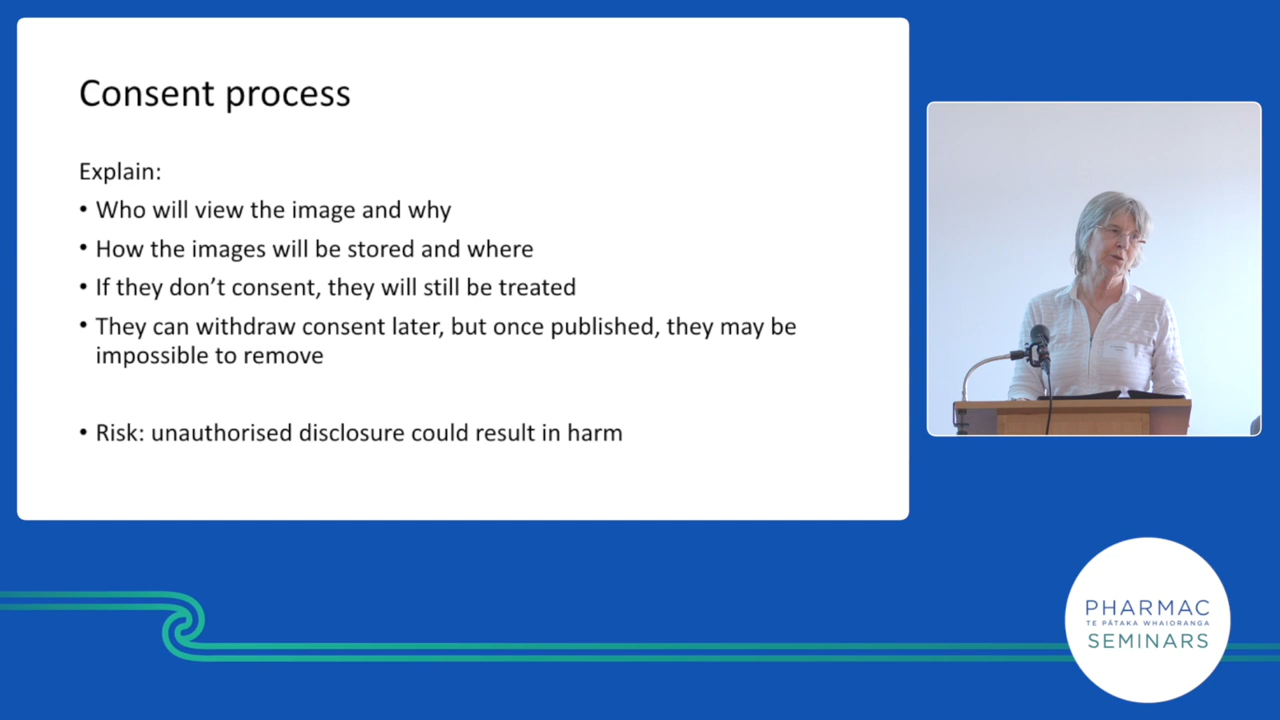 Consent process
Explain:
• Who will view the image and why
• How the images will be stored and where
• If they don’t consent, they will still be treated
• They can withdraw consent later, but once published, they may be
impossible to remove
• Risk: unauthorised disclosure could result in harm
PHARMAC
TE PĀTAKA WHAIORANGA
SEMINARS